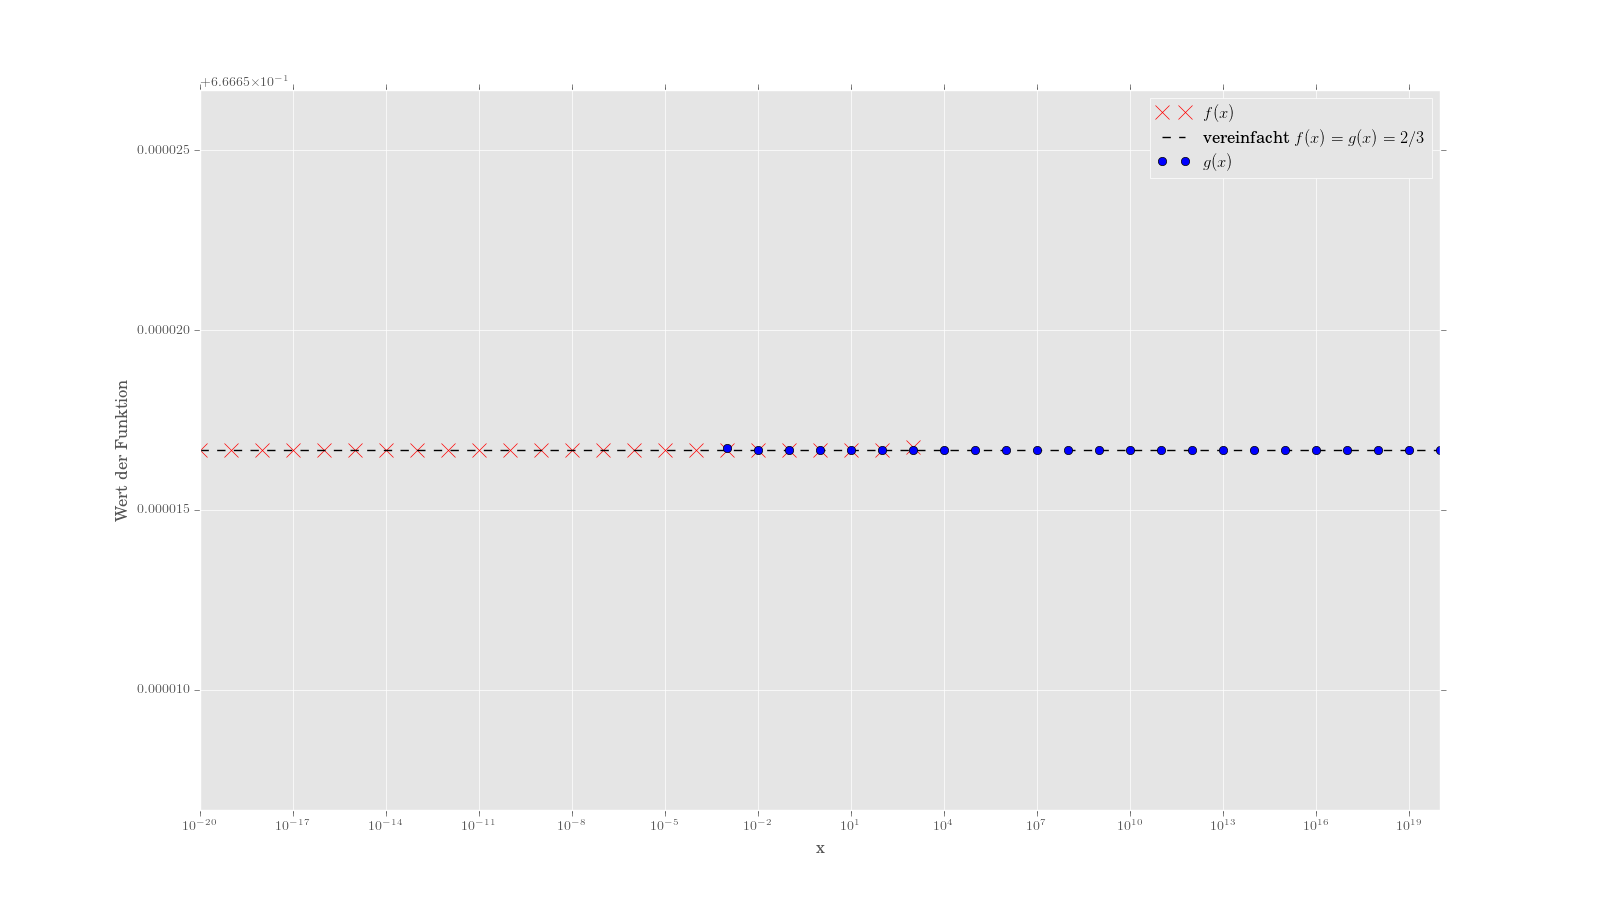 +6.6665×10⁻¹
f(x)
vereinfacht f(x) = g(x) = 2/3
g(x)
0.000025
0.000020
0.000015
0.000010
Wert der Funktion
10⁻²⁰ 10⁻¹⁷ 10⁻¹⁴ 10⁻¹¹ 10⁻⁸ 10⁻⁵ 10⁻² 10¹ 10⁴ 10⁷ 10¹⁰ 10¹³ 10¹⁶ 10¹⁹
x